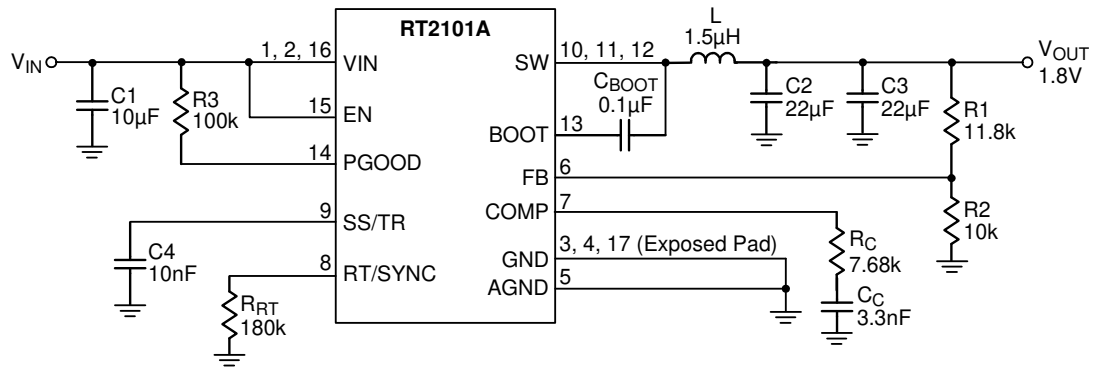 RT2101A
L
1.5µH
VIN
1, 2, 16
VIN
SW
10, 11, 12
VOUT
1.8V
C1
10µF
R3
100k
15
EN
CBOOT
0.1µF
BOOT
13
C2
22µF
C3
22µF
R1
11.8k
14
PGOOD
FB
6
COMP
7
R2
10k
9
SS/TR
C4
10nF
GND
3, 4, 17 (Exposed Pad)
RC
7.68k
8
RT/SYNC
AGND
5
RRT
180k
CC
3.3nF